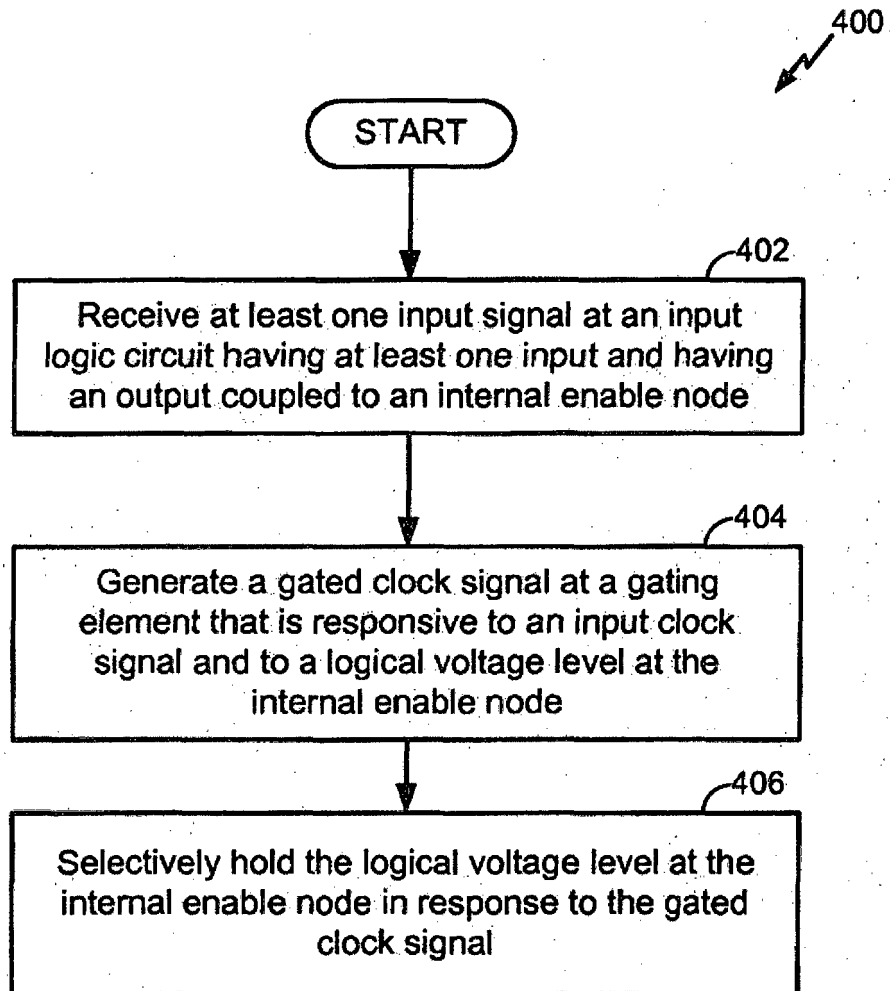 400
START
402
Receive at least one input signal at an input
logic circuit having at least one input and having
an output coupled to an internal enable node
404
Generate a gated clock signal at a gating
element that is responsive to an input clock
signal and to a logical voltage level at the
internal enable node
406
Selectively hold the logical voltage level at the
internal enable node in response to the gated
clock signal